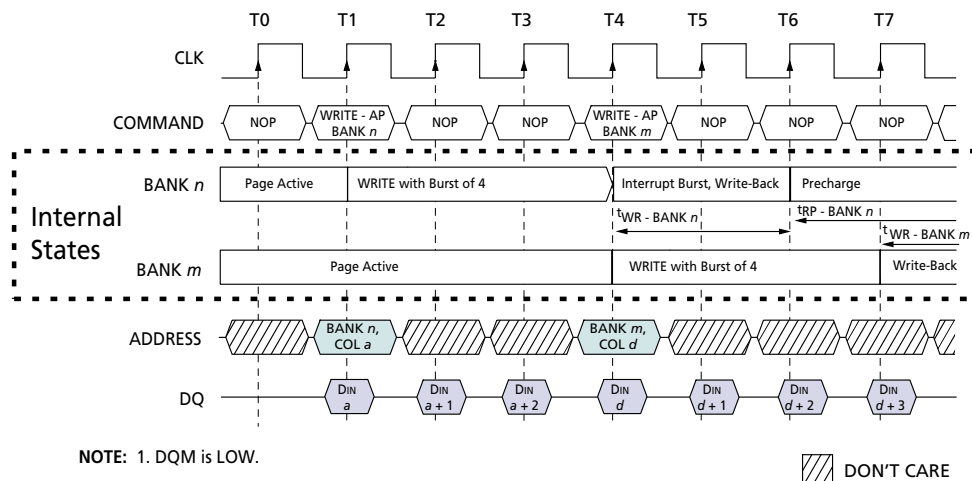 T0 T1 T2 T3 T4 T5 T6 T7
CLK
COMMAND NOP WRITE - AP BANK n NOP NOP WRITE - AP BANK m NOP NOP NOP
Internal States
BANK n Page Active WRITE with Burst of 4 Interrupt Burst, Write-Back Precharge
tWR - BANK n tRP - BANK n
tWR - BANK m
BANK m Page Active WRITE with Burst of 4 Write-Back
ADDRESS BANK n, COL a BANK m, COL d
DQ DIN a DIN a + 1 DIN a + 2 DIN d DIN d + 1 DIN d + 2 DIN d + 3
NOTE: 1. DQM is LOW.
DON'T CARE